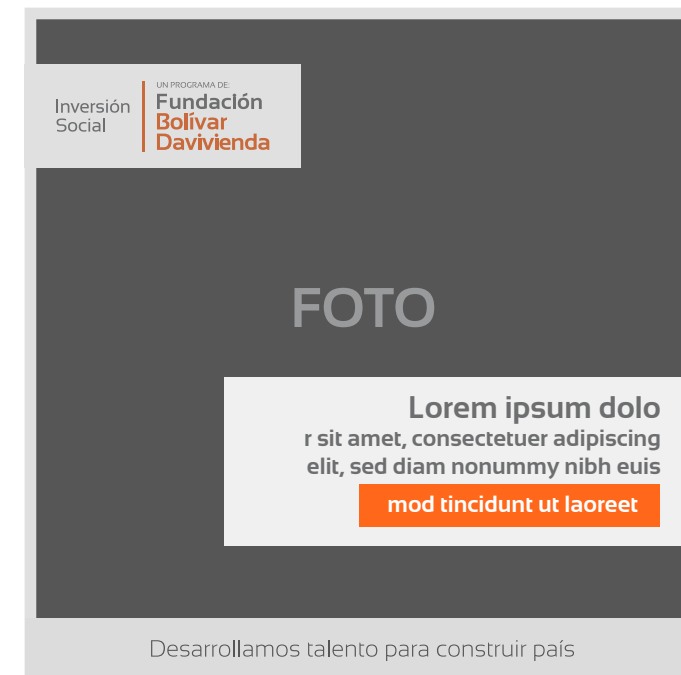 Inversión
Social
UN PROGRAMA DE:
Fundación
Bolívar
Davivienda
FOTO
Lorem ipsum dolo
r sit amet, consectetuer adipiscing
elit, sed diam nonummy nibh euis
mod tincidunt ut laoreet
Desarrollamos talento para construir país